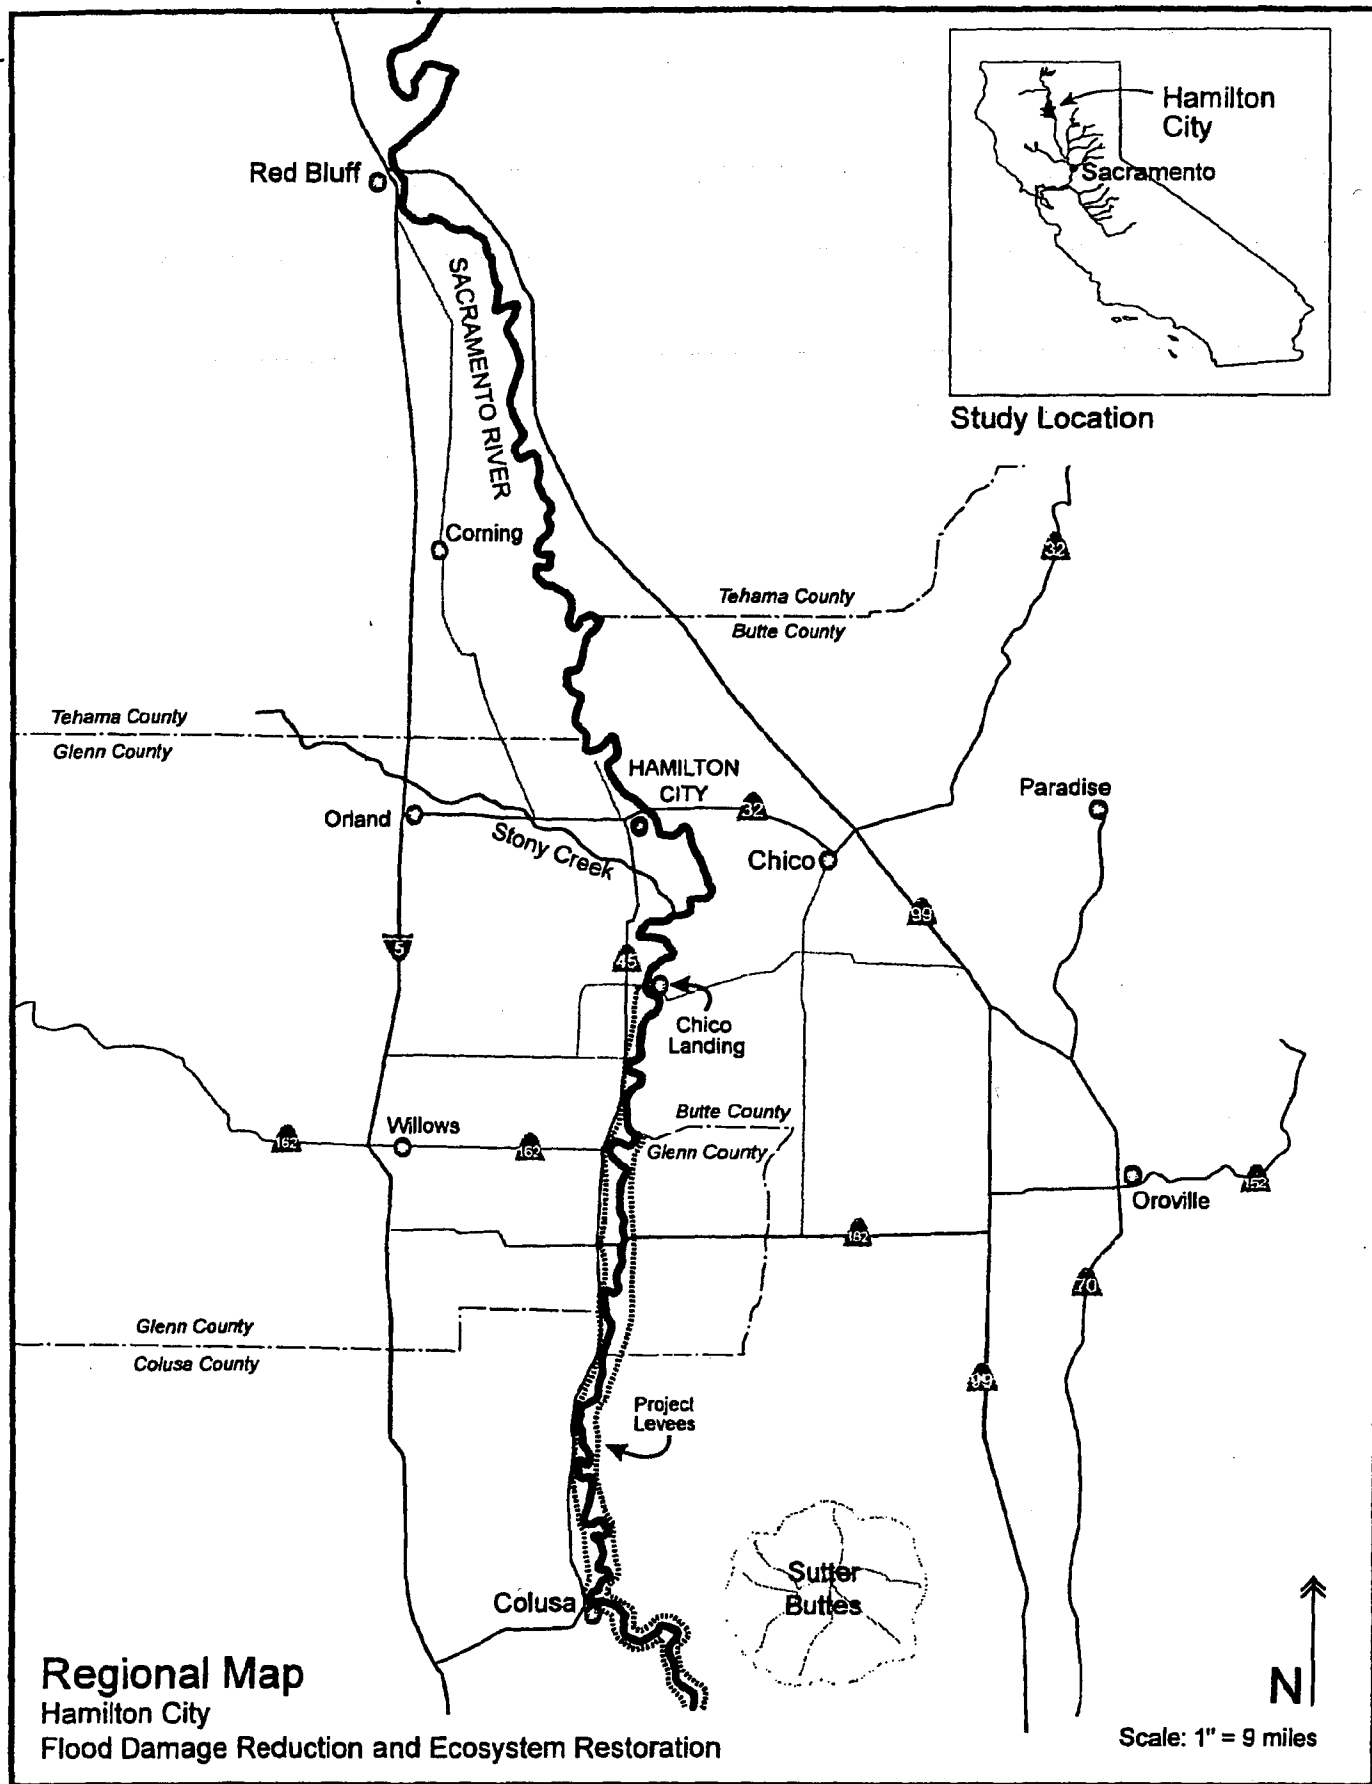 Hamilton
City
Sacramento
Study Location
Red Bluff
SACRAMENTO RIVER
Corning
32
Tehama County
Butte County
Tehama County
Glenn County
HAMILTON
CITY
32
Paradise
Orland
Stony Creek
Chico
99
5
45
Chico
Landing
Butte County
Glenn County
Willows
162
162
Oroville
162
70
Glenn County
Colusa County
99
Project
Levees
Sutter
Buttes
Colusa
Regional Map
Hamilton City
Flood Damage Reduction and Ecosystem Restoration
N
Scale: 1" = 9 miles